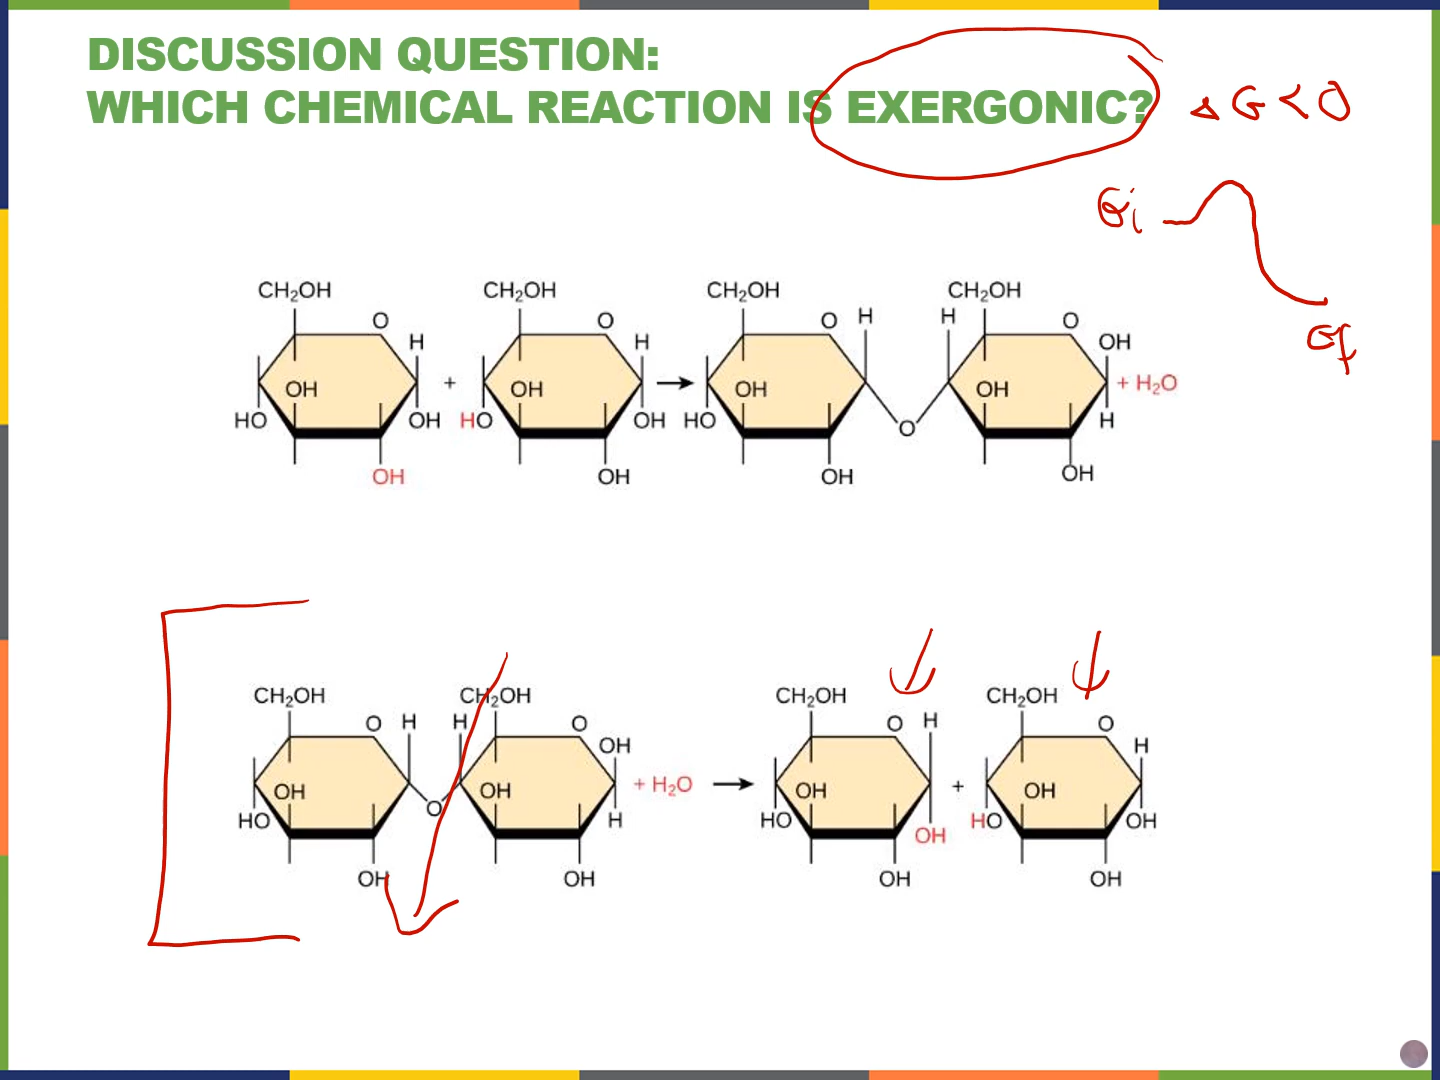 DISCUSSION QUESTION:
WHICH CHEMICAL REACTION IS EXERGONIC? ΔG<0
Gi
Gf
CH₂OH CH₂OH CH₂OH CH₂OH
O O O H H O
H H OH
OH + OH → OH OH + H₂O
HO OH HO OH HO O H
OH OH OH OH
CH₂OH CH₂OH CH₂OH CH₂OH
O H H O O H O
OH H
OH O OH + H₂O → OH + OH
HO H HO OH HO OH
OH OH OH OH